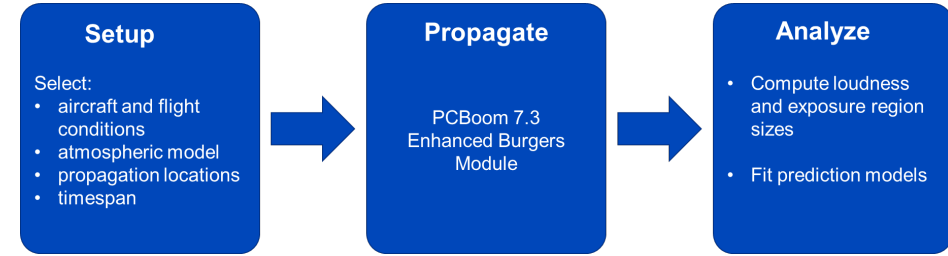 Setup
Select:
• aircraft and flight
conditions
• atmospheric model
• propagation locations
• timespan
Propagate
PCBoom 7.3
Enhanced Burgers
Module
Analyze
• Compute loudness
and exposure region
sizes
• Fit prediction models